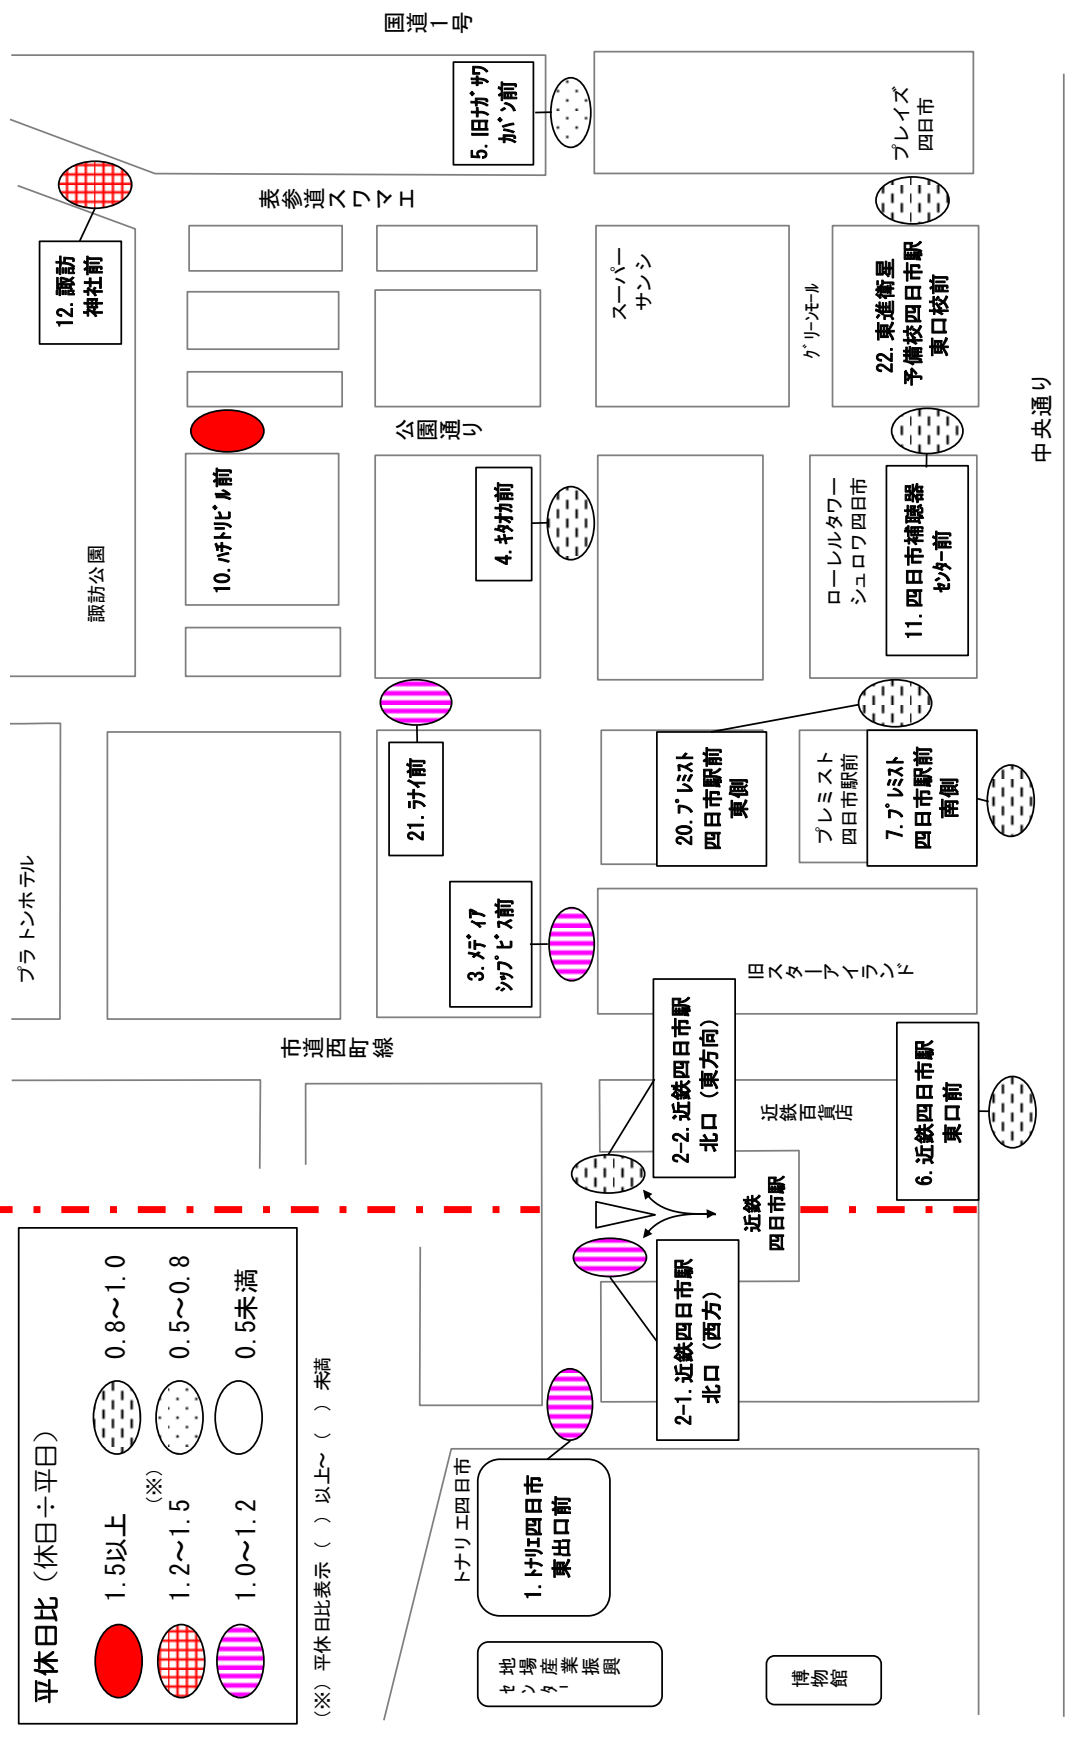 平休日比（休日÷平日）
1.5以上
1.2～1.5
1.0～1.2
（※）
0.8～1.0
0.5～0.8
0.5未満
（※）平休日比表示（　）以上～（　）未満
国道1号
表参道スワマエ
公園通り
市道西町線
中央通り
プラトンホテル
諏訪公園
12. 諏訪
神社前
10. ﾊﾁﾄﾘﾋﾞﾙ前
21. ﾗﾅｲ前
5. 旧ﾅｶﾞｻﾜ
ｶﾊﾞﾝ前
4. ｷﾀｵｶ前
3. ﾒﾃﾞｨｱ
ｼｯﾌﾟﾋﾞｽ前
スーパー
サンシ
ｸﾞﾘｰﾝﾓｰﾙ
プレイズ
四日市
22. 東進衛星
予備校四日市駅
東口校前
ローレルタワー
シュロワ四日市
11. 四日市補聴器
ｾﾝﾀｰ前
20. ﾌﾟﾚﾐｽﾄ
四日市駅前
東側
プレミスト
四日市駅前
7. ﾌﾟﾚﾐｽﾄ
四日市駅前
南側
旧スターアイランド
2-2. 近鉄四日市駅
北口（東方向）
近鉄
百貨店
6. 近鉄四日市駅
東口前
近鉄
四日市駅
2-1. 近鉄四日市駅
北口（西方）
トナリエ四日市
1. ﾄﾅﾘｴ四日市
東出口前
地場産業振興
センター
博物館